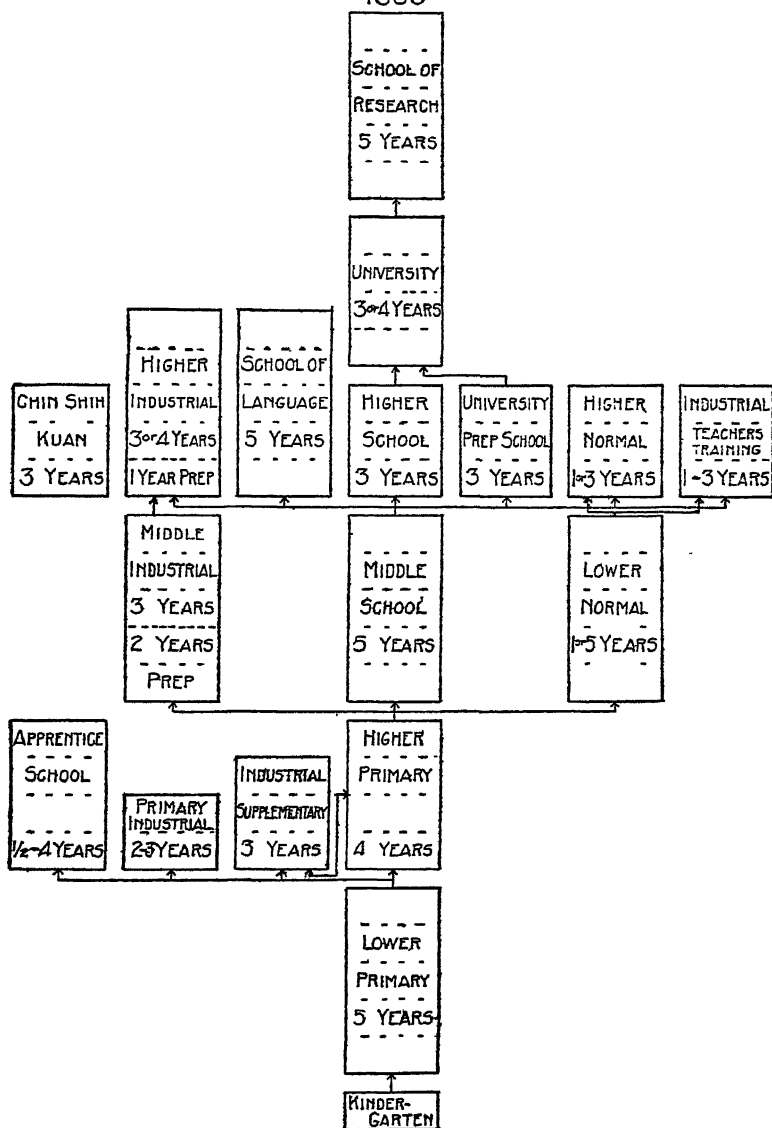 SCHOOL OF
RESEARCH
5 YEARS
UNIVERSITY
3 or 4 YEARS
CHIN SHIH
KUAN
3 YEARS
HIGHER
INDUSTRIAL
3 or 4 YEARS
1 YEAR PREP
SCHOOL OF
LANGUAGE
5 YEARS
HIGHER
SCHOOL
3 YEARS
UNIVERSITY
PREP SCHOOL
3 YEARS
HIGHER
NORMAL
1 or 3 YEARS
INDUSTRIAL
TEACHERS
TRAINING
1-3 YEARS
MIDDLE
INDUSTRIAL
3 YEARS
2 YEARS
PREP
MIDDLE
SCHOOL
5 YEARS
LOWER
NORMAL
1 or 5 YEARS
APPRENTICE
SCHOOL
1/2-4 YEARS
PRIMARY
INDUSTRIAL
2-3 YEARS
INDUSTRIAL
SUPPLEMENTARY
3 YEARS
HIGHER
PRIMARY
4 YEARS
LOWER
PRIMARY
5 YEARS
KINDER-
GARTEN